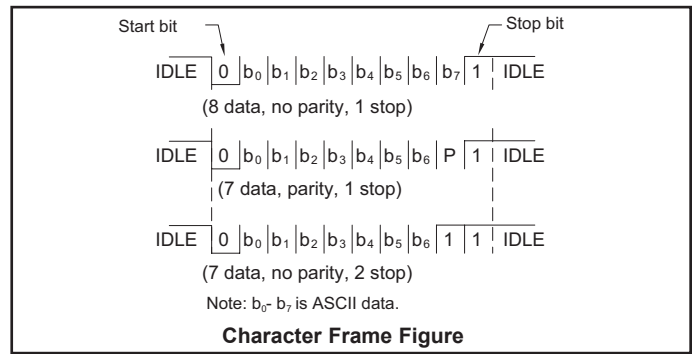 Start bit Stop bit
IDLE 0 b₀ b₁ b₂ b₃ b₄ b₅ b₆ b₇ 1 IDLE
(8 data, no parity, 1 stop)
IDLE 0 b₀ b₁ b₂ b₃ b₄ b₅ b₆ P 1 IDLE
(7 data, parity, 1 stop)
IDLE 0 b₀ b₁ b₂ b₃ b₄ b₅ b₆ 1 1 IDLE
(7 data, no parity, 2 stop)
Note: b₀- b₇ is ASCII data.
Character Frame Figure